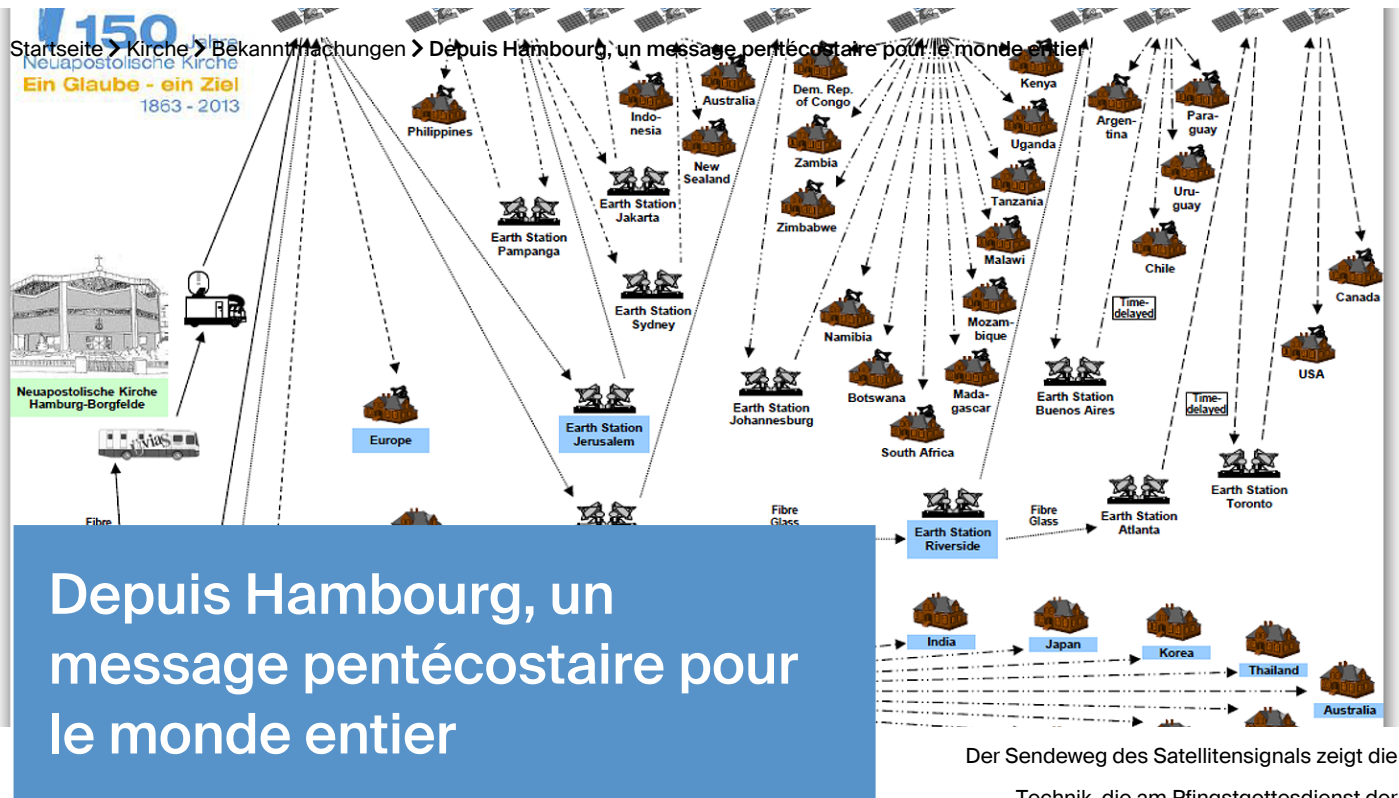 150 Jahre
Startseite Kirche Bekanntmachungen Depuis Hambourg, un message pentécostaire pour le monde entier
Neuapostolische Kirche
Ein Glaube - ein Ziel
1863 - 2013
Philippines
Indo-
nesia
Australia
New
Sealand
Dem. Rep.
of Congo
Zambia
Zimbabwe
Kenya
Uganda
Tanzania
Malawi
Mozam-
bique
Mada-
gascar
Namibia
Botswana
South Africa
Argen-
tina
Para-
guay
Uru-
guay
Chile
Canada
USA
Time-
delayed
Time-
delayed
Earth Station
Pampanga
Earth Station
Jakarta
Earth Station
Sydney
Neuapostolische Kirche
Hamburg-Borgfelde
UviaS
Europe
Earth Station
Jerusalem
Earth Station
Johannesburg
Earth Station
Buenos Aires
Earth Station
Toronto
Earth Station
Atlanta
Earth Station
Riverside
Fibre
Fibre
Glass
Fibre
Glass
India
Japan
Korea
Thailand
Australia
Depuis Hambourg, un
message pentécostaire pour
le monde entier
Der Sendeweg des Satellitensignals zeigt die
Technik, die am Pfingstgottesdienst der